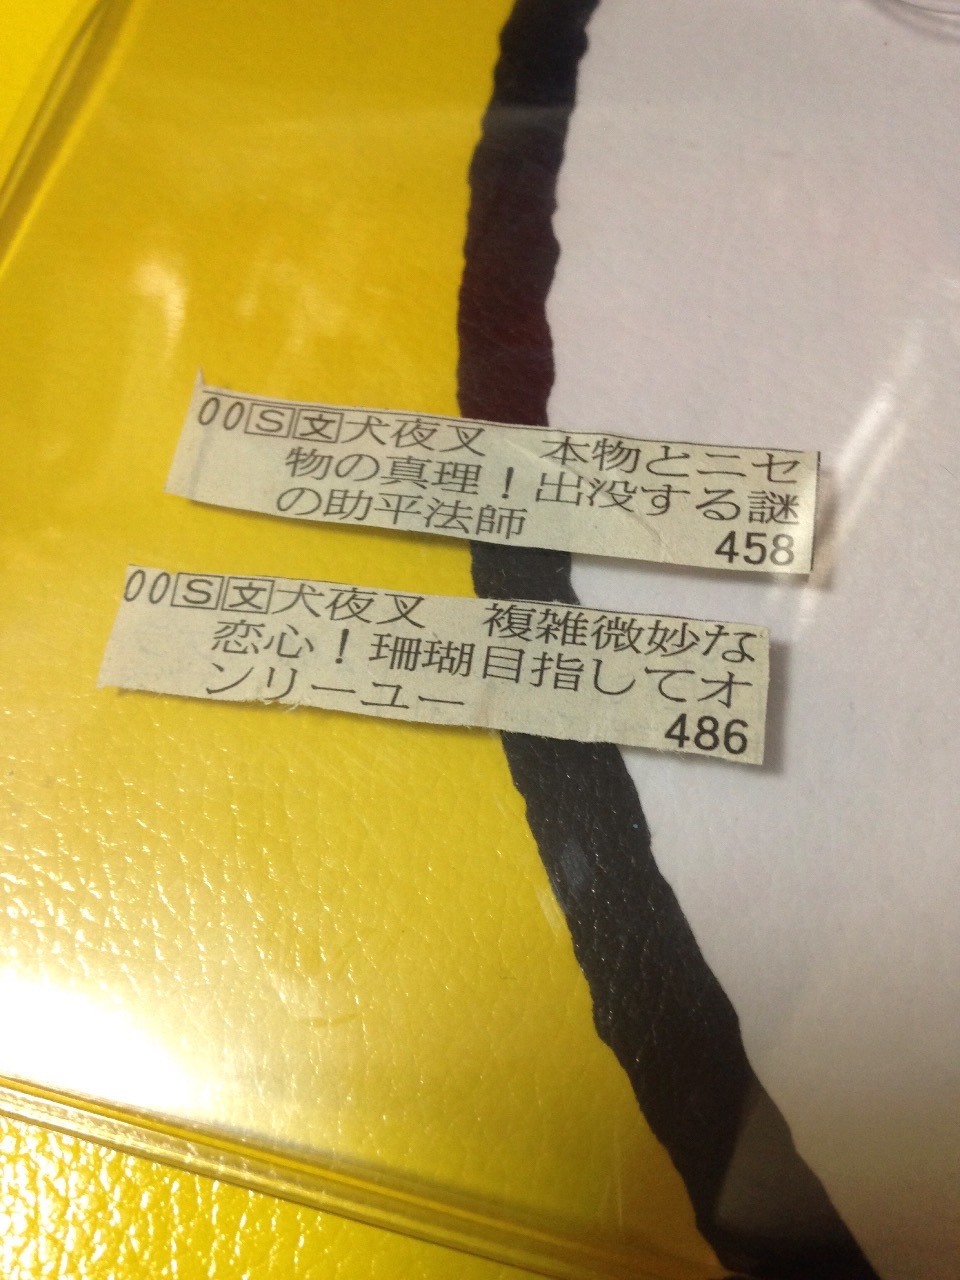 00🅂文犬夜叉 本物とニセ
物の真理！出没する謎
の助平法師
458
00🅂文犬夜叉 複雑微妙な
恋心！珊瑚目指してオ
ンリーユー
486